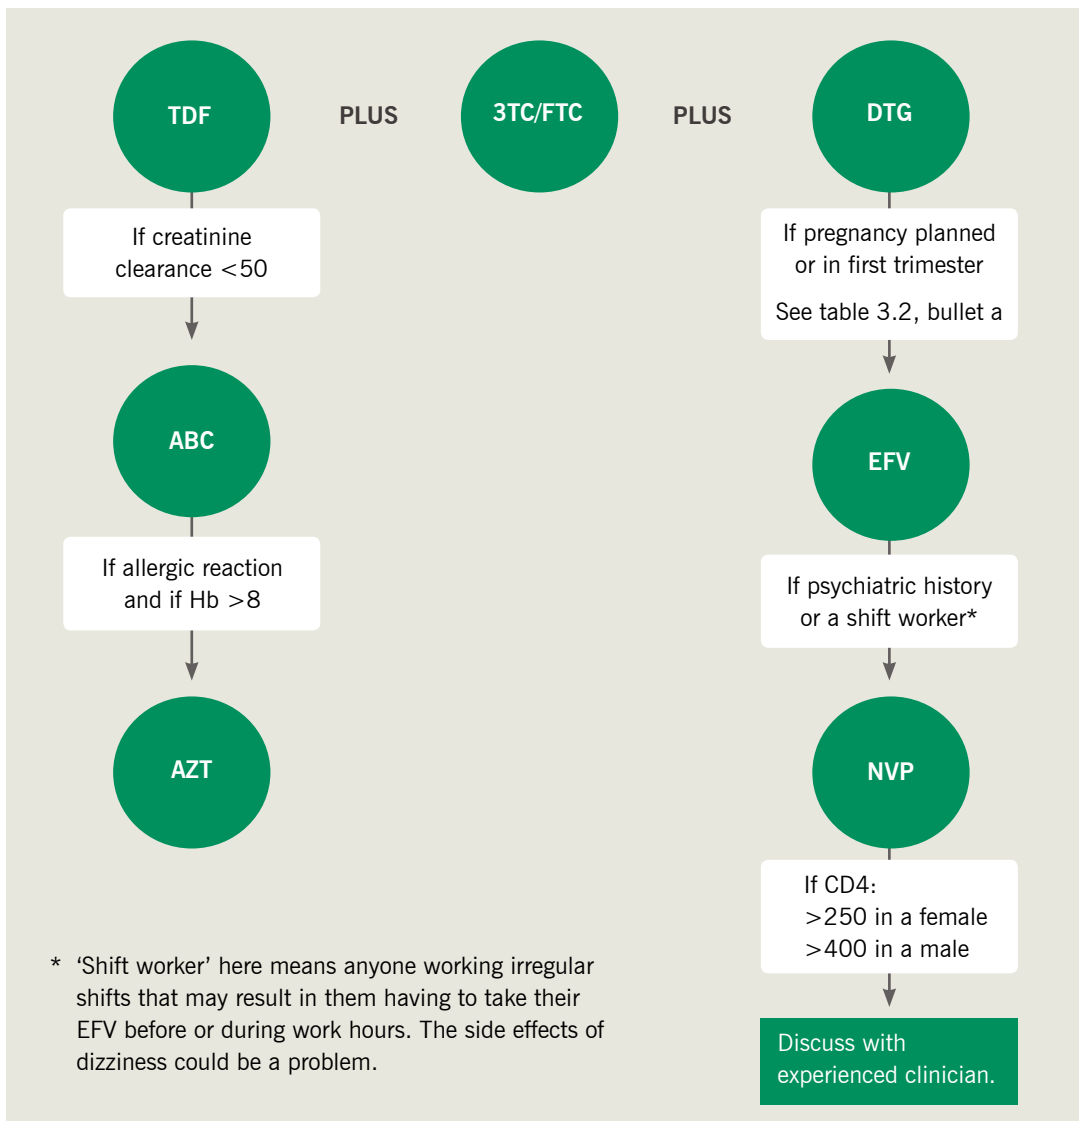 TDF
PLUS
3TC/FTC
PLUS
DTG
If creatinine
clearance <50
If pregnancy planned
or in first trimester
See table 3.2, bullet a
ABC
EFV
If allergic reaction
and if Hb >8
If psychiatric history
or a shift worker*
AZT
NVP
If CD4:
>250 in a female
>400 in a male
* ‘Shift worker’ here means anyone working irregular
shifts that may result in them having to take their
EFV before or during work hours. The side effects of
dizziness could be a problem.
Discuss with
experienced clinician.